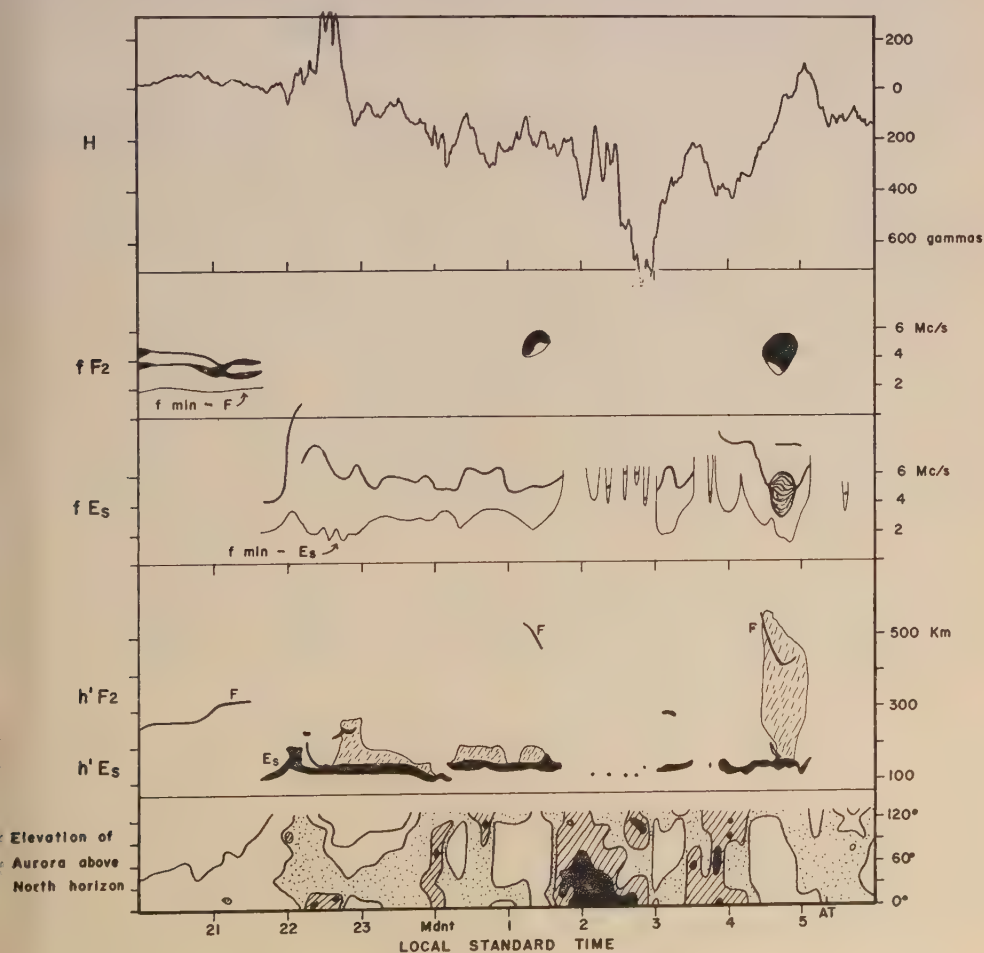 200
0
H
200
400
600 gammas
6 Mc/s
f F2
4
2
f min - F
6 Mc/s
f Es
4
2
f min - Es
F
500 Km
F
h' F2
F
300
Es
h' Es
100
120°
Elevation of
Aurora above
60°
North horizon
0°
21 22 23 Mdnt 1 2 3 4 5 AT
LOCAL STANDARD TIME